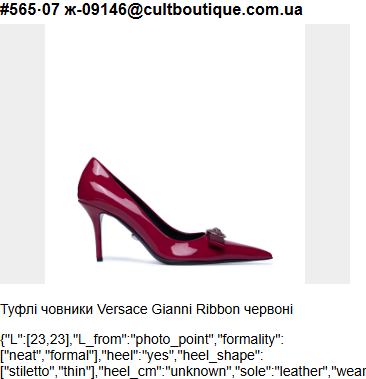 #565·07 ж-09146@cultboutique.com.ua
Туфлі човники Versace Gianni Ribbon червоні
{"L":[23,23],"L_from":"photo_point","formality":
["neat","formal"],"heel":"yes","heel_shape":
["stiletto","thin"],"heel_cm":"unknown","sole":"leather","wear